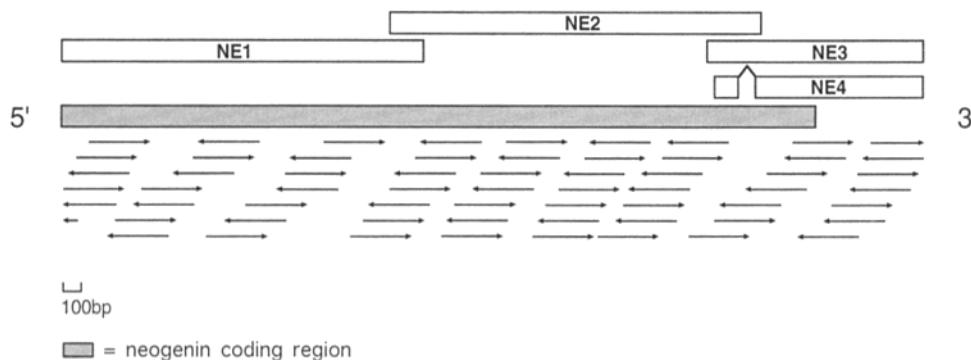 NE2
NE1
NE3
NE4
5' 3
100bp
= neogenin coding region